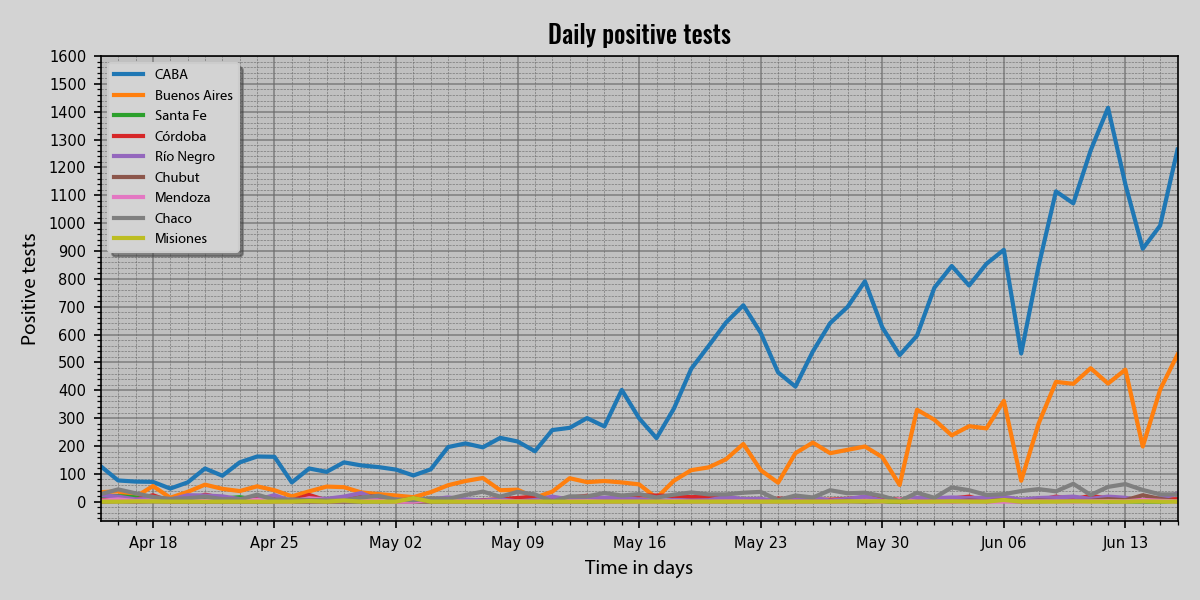 Daily positive tests
1600
1500
1400
1300
1200
1100
1000
900
800
700
600
500
400
300
200
100
0
Positive tests
CABA
Buenos Aires
Santa Fe
Córdoba
Río Negro
Chubut
Mendoza
Chaco
Misiones
Apr 18 Apr 25 May 02 May 09 May 16 May 23 May 30 Jun 06 Jun 13
Time in days